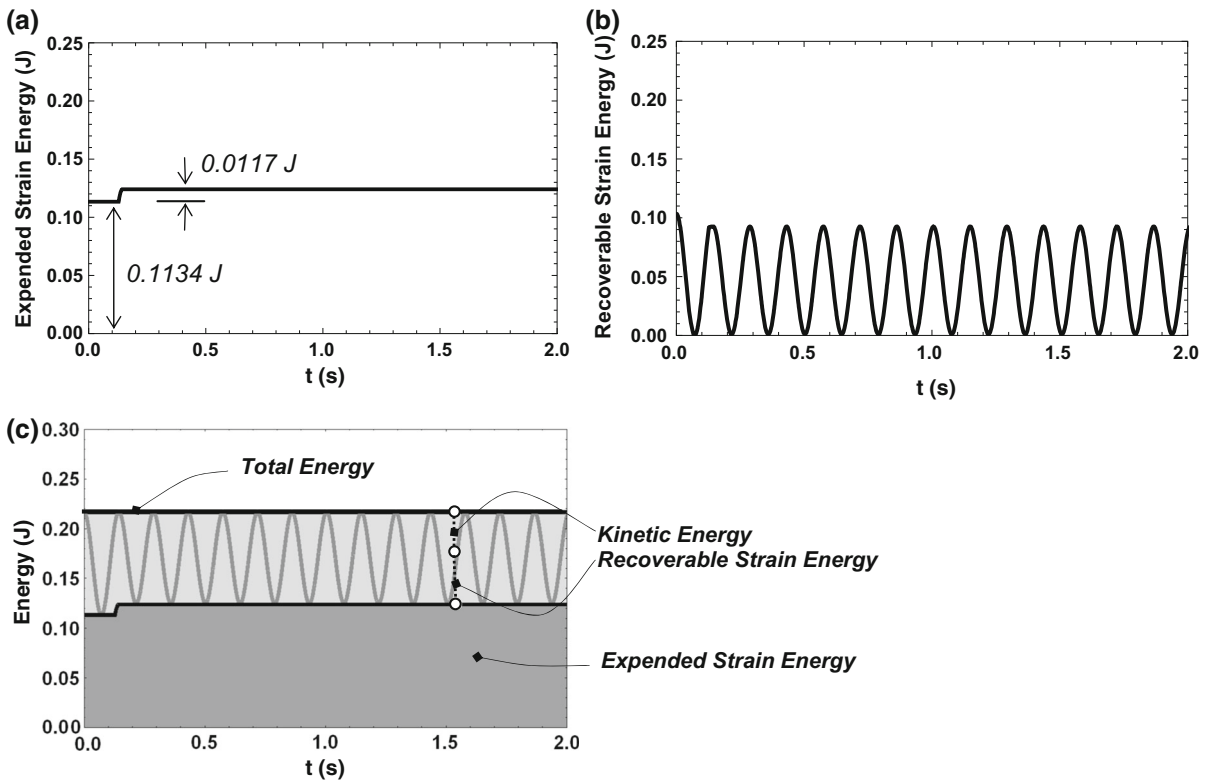 (a)
0.25
0.20
0.15
0.10
0.05
0.00
Expended Strain Energy (J)
0.0117 J
0.1134 J
0.0 0.5 1.0 1.5 2.0
t (s)
(b)
0.25
0.20
0.15
0.10
0.05
0.00
Recoverable Strain Energy (J)
0.0 0.5 1.0 1.5 2.0
t (s)
(c)
0.30
0.25
0.20
0.15
0.10
0.05
0.00
Energy (J)
Total Energy
Kinetic Energy
Recoverable Strain Energy
Expended Strain Energy
0.0 0.5 1.0 1.5 2.0
t (s)